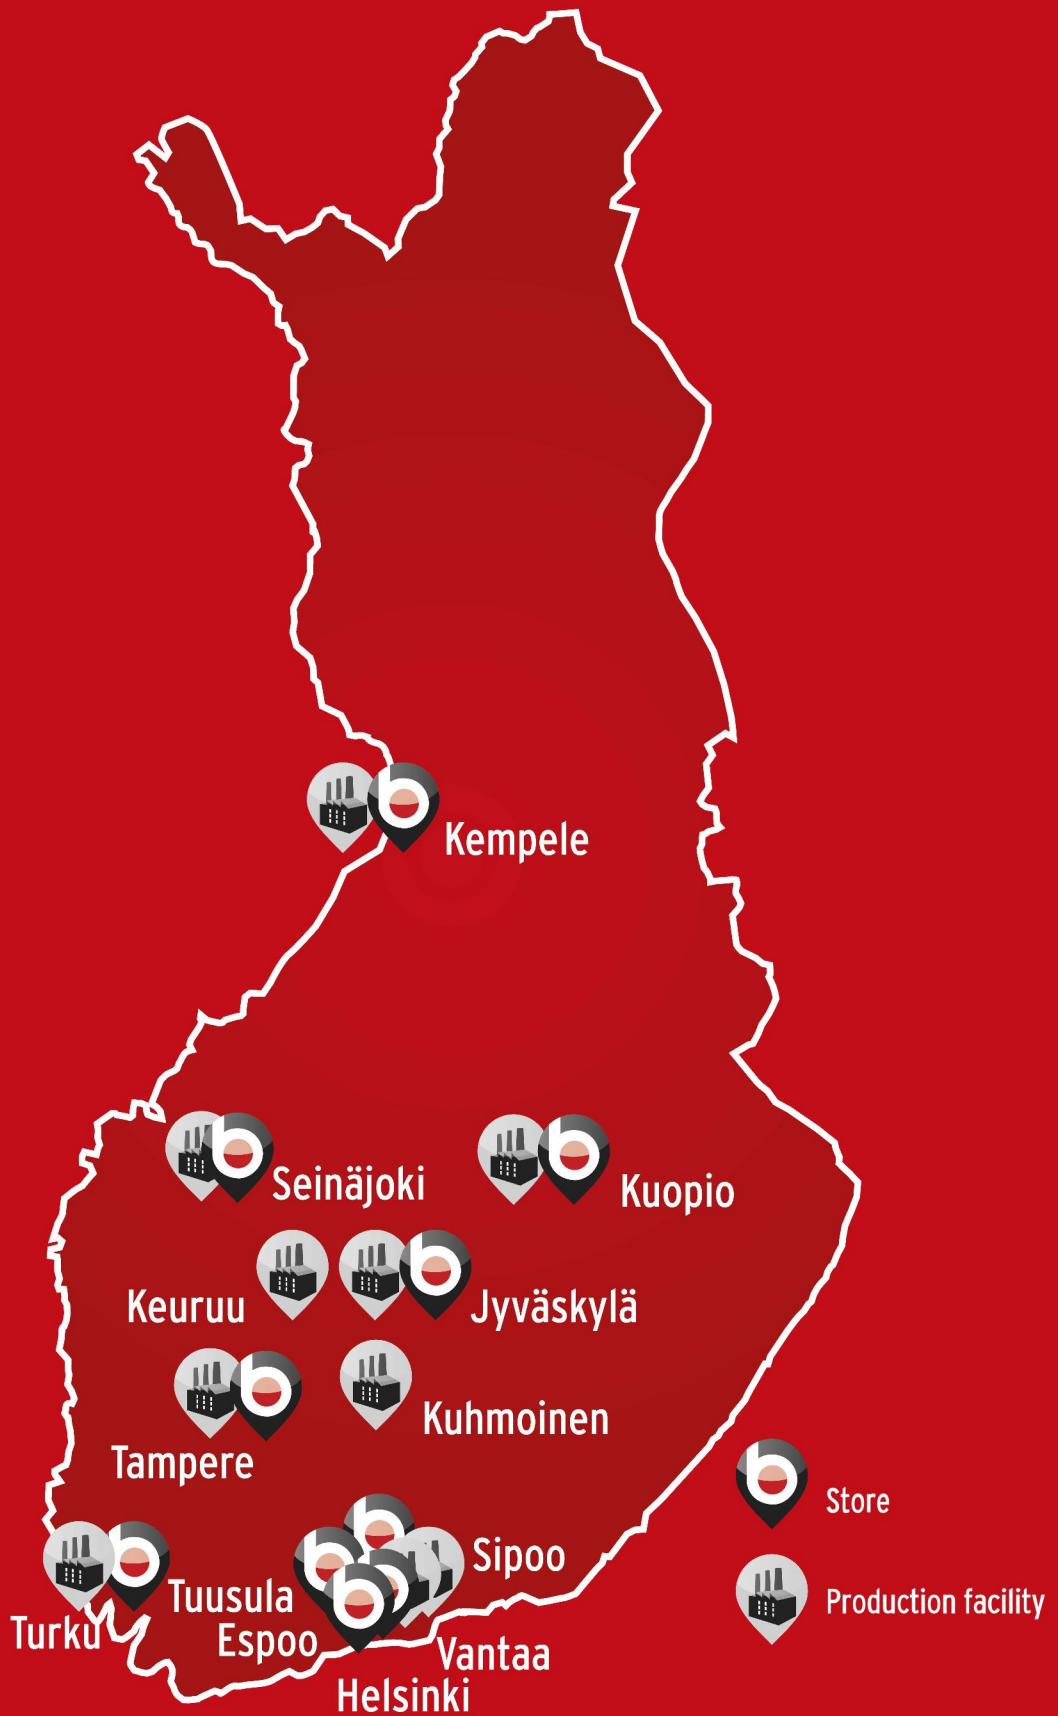 Kempele
Seinäjoki
Kuopio
Keuruu
Jyväskylä
Kuhmoinen
Tampere
Store
Sipoo
Tuusula
Production facility
Turku
Espoo
Vantaa
Helsinki